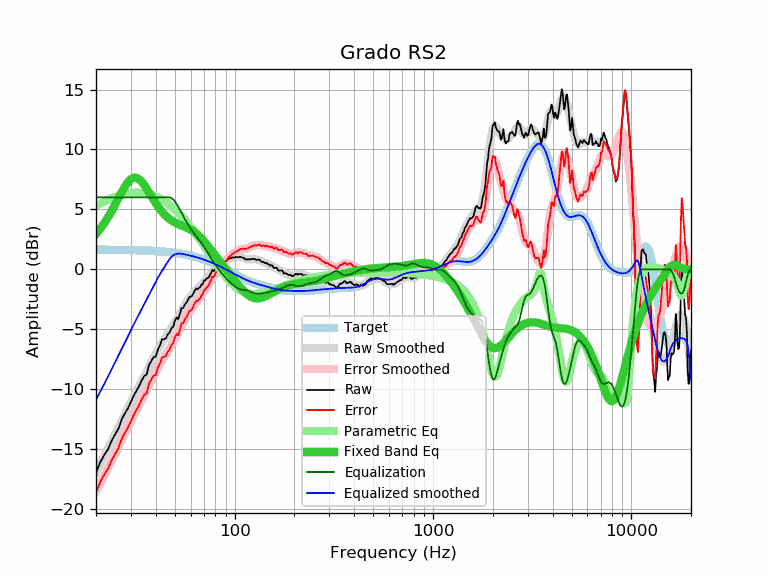 Grado RS2
Amplitude (dBr)
15
10
5
0
−5
−10
−15
−20
Target
Raw Smoothed
Error Smoothed
Raw
Error
Parametric Eq
Fixed Band Eq
Equalization
Equalized smoothed
100
1000
10000
Frequency (Hz)